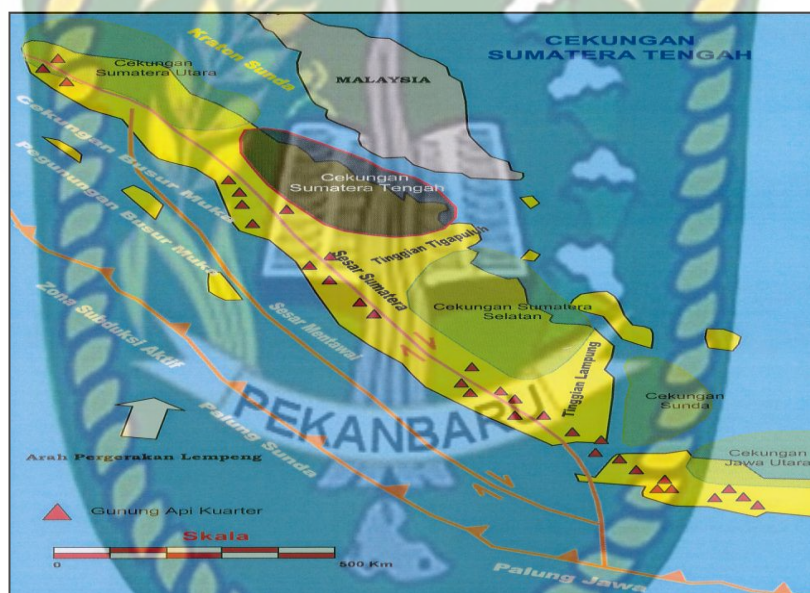 CEKUNGAN
SUMATERA TENGAH
Kraton Sunda
MALAYSIA
Cekungan
Sumatera Utara
Cekungan Busur Muka
Pegunungan Busur Muka
Cekungan
Sumatera Tengah
Tinggian Tigapuluh
Sesar Sumatera
Zona Subduksi Aktif
Sesar Mentawai
Cekungan Sumatera
Selatan
Tinggian Lampung
Cekungan
Sunda
PEKANBARU
Palung Sunda
Arah Pergerakan Lempeng
Cekungan
Jawa Utara
Gunung Api Kuarter
Skala
0
500 Km
Palung Jawa